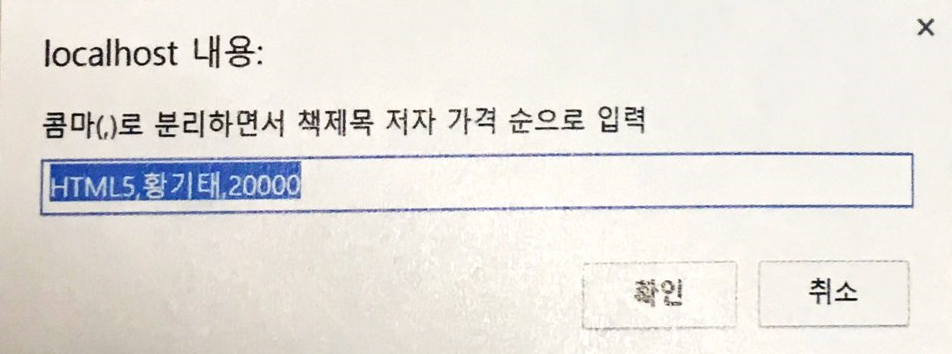 localhost 내용:
콤마(,)로 분리하면서 책제목 저자 가격 순으로 입력
HTML5,황기태,20000
확인 취소